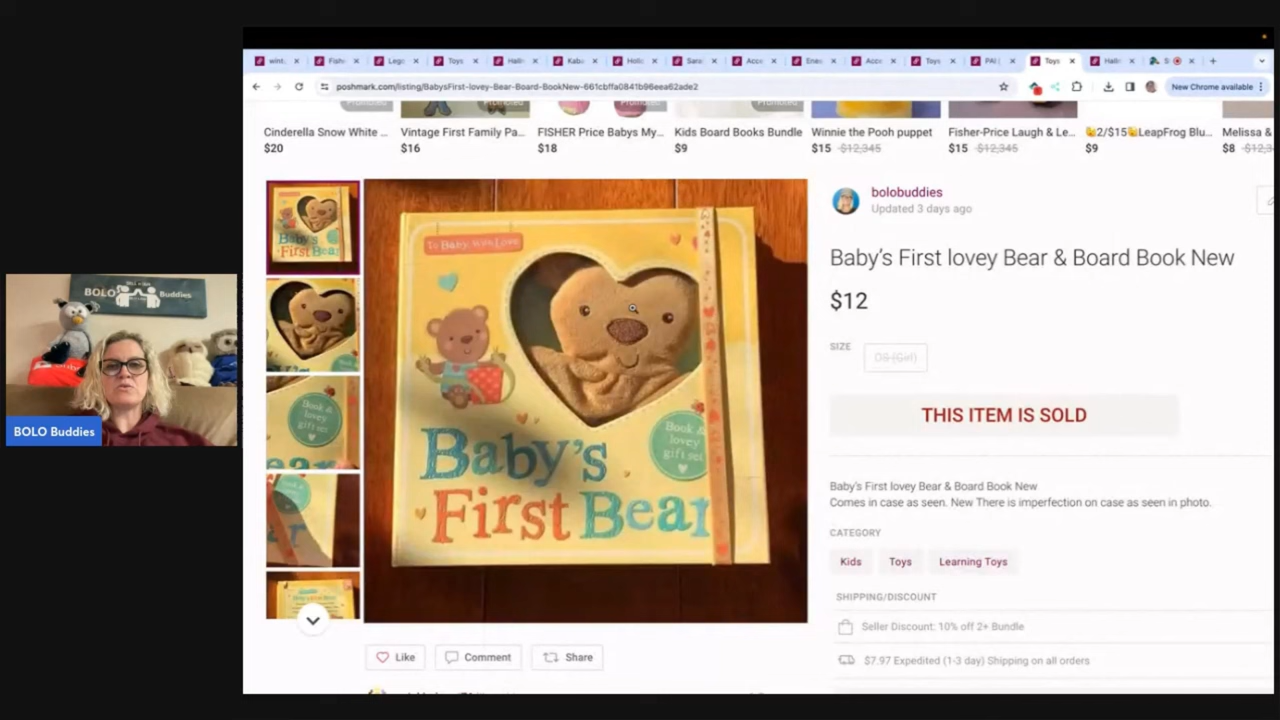 poshmark.com/listing/BabysFirst-lovey-Bear-Board-BookNew-661cbffa0841b96eea62ade2
New Chrome available
Promoted
Promoted
Promoted
Cinderella Snow White ...
$20
Vintage First Family Pa...
$16
FISHER Price Babys My...
$18
Kids Board Books Bundle
$9
Winnie the Pooh puppet
$15 $12,345
Fisher-Price Laugh & Le...
$15 $12,345
2/$15 LeapFrog Blu...
$9
Melissa &
$8
bolobuddies
Updated 3 days ago
Baby's First lovey Bear & Board Book New
$12
SIZE
OS (Girl)
THIS ITEM IS SOLD
Baby's First lovey Bear & Board Book New
Comes in case as seen. New There is imperfection on case as seen in photo.
CATEGORY
Kids
Toys
Learning Toys
SHIPPING/DISCOUNT
Seller Discount: 10% off 2+ Bundle
$7.97 Expedited (1-3 day) Shipping on all orders
To Baby, With Love
Book &
lovey
gift set
Baby's
First Bear
Like
Comment
Share
BOLO
Buddies
BOLO Buddies